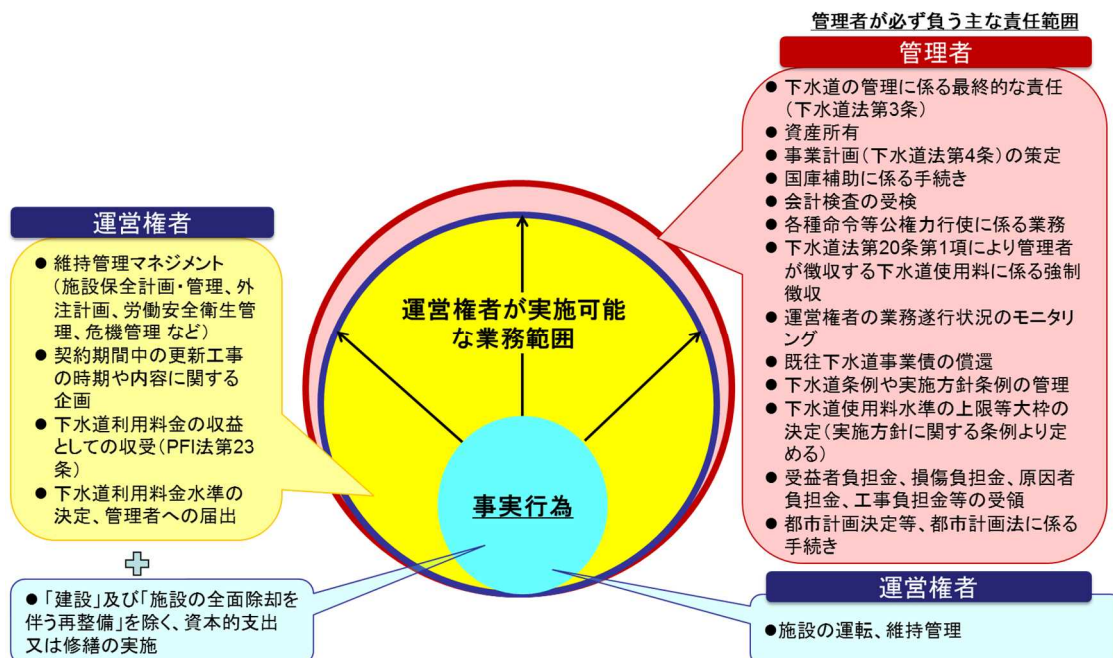 管理者が必ず負う主な責任範囲
管理者
● 下水道の管理に係る最終的な責任
(下水道法第3条)
● 資産所有
● 事業計画(下水道法第4条)の策定
● 国庫補助に係る手続き
● 会計検査の受検
● 各種命令等公権力行使に係る業務
● 下水道法第20条第1項により管理者
が徴収する下水道使用料に係る強制
徴収
● 運営権者の業務遂行状況のモニタリ
ング
● 既往下水道事業債の償還
● 下水道条例や実施方針条例の管理
● 下水道使用料水準の上限等大枠の
決定(実施方針に関する条例より定
める)
● 受益者負担金、損傷負担金、原因者
負担金、工事負担金等の受領
● 都市計画決定等、都市計画法に係る
手続き
運営権者
● 維持管理マネジメント
(施設保全計画・管理、外
注計画、労働安全衛生管
理、危機管理 など)
● 契約期間中の更新工事
の時期や内容に関する
企画
● 下水道利用料金の収益
としての収受(PFI法第23
条)
● 下水道利用料金水準の
決定、管理者への届出
● 「建設」及び「施設の全面除却を
伴う再整備」を除く、資本的支出
又は修繕の実施
運営権者が実施可能
な業務範囲
事実行為
運営権者
●施設の運転、維持管理